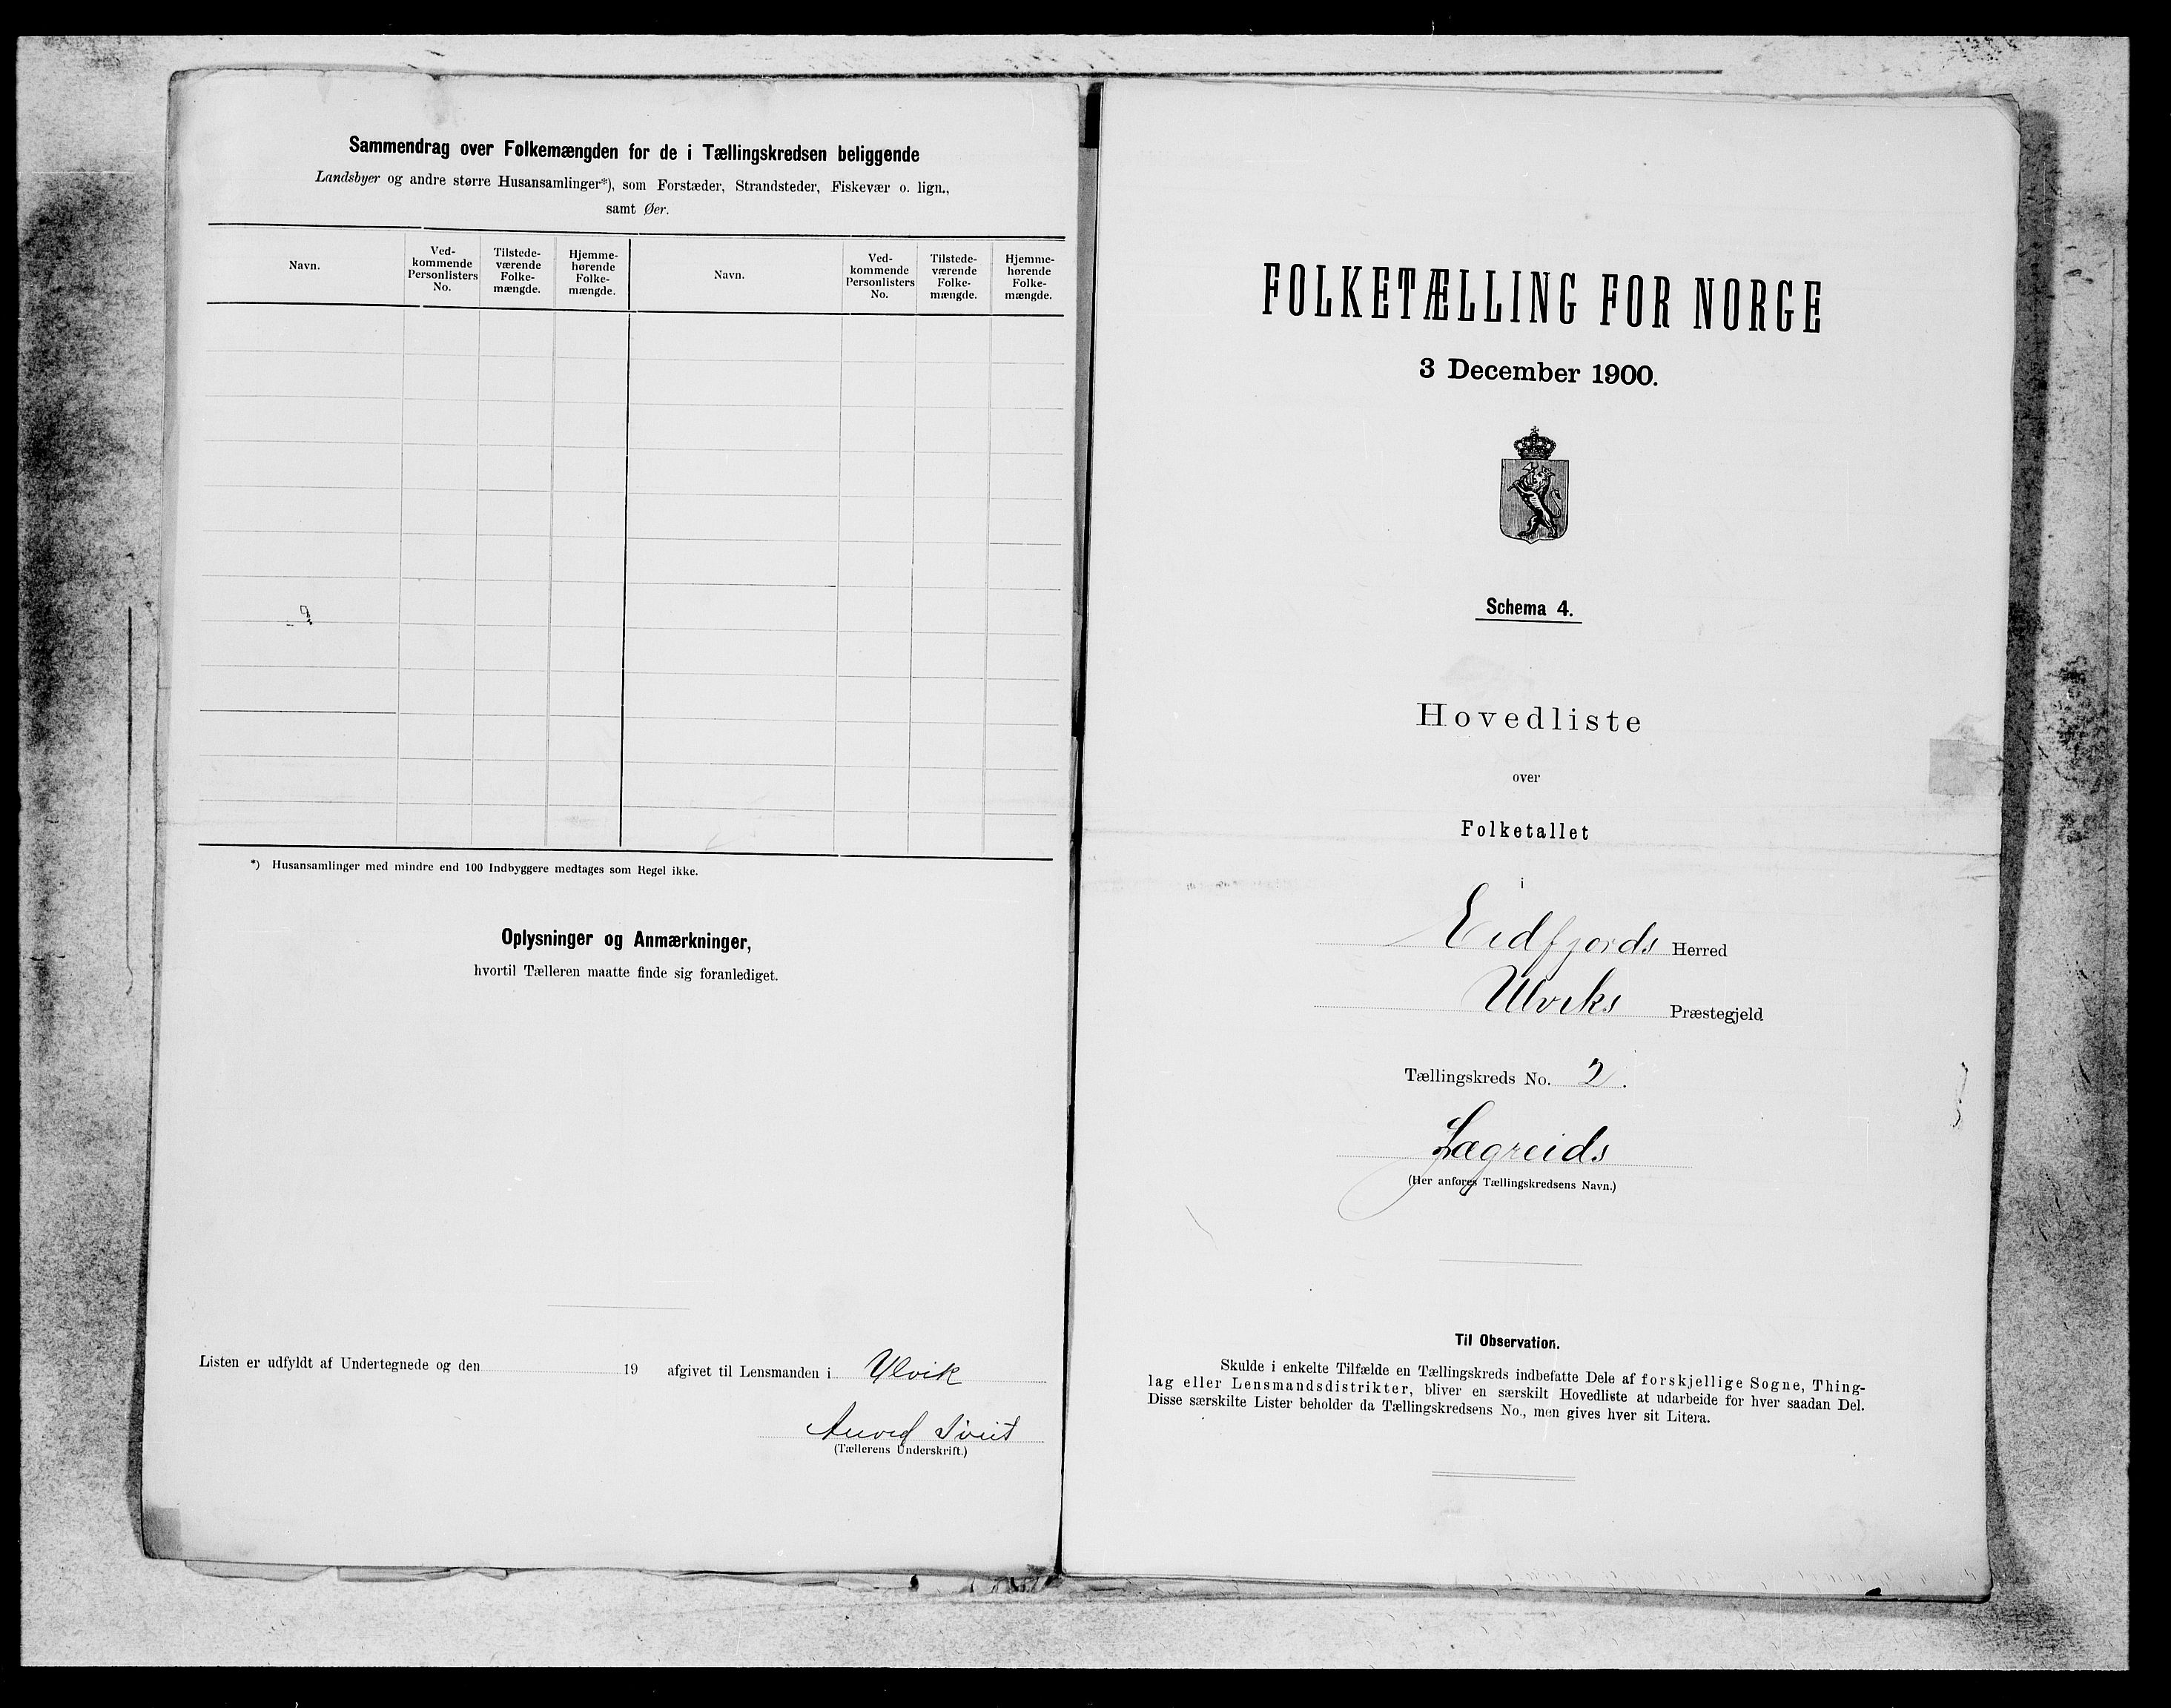 Sammendrag over Folkemængden for de i Tællingskredsen beliggende
Landsbyer og andre større Husansamlinger*), som Forstæder, Strandsteder, Fiskevær o. lign.,
samt Øer.
Navn.
Ved-
kommende
Personlisters
No.
Tilstede-
værende
Folke-
mængde.
Hjemme-
hørende
Folke-
mængde.
Navn.
Ved-
kommende
Personlisters
No.
Tilstede-
værende
Folke-
mængde.
Hjemme-
hørende
Folke-
mængde.
*) Husansamlinger med mindre end 100 Indbyggere medtages som Regel ikke.
Oplysninger og Anmærkninger,
hvortil Tælleren maatte finde sig foranlediget.
Listen er udfyldt af Undertegnede og den 19 afgivet til Lensmanden i Ulvik
(Tællerens Underskrift.)
FOLKETÆLLING FOR NORGE
3 December 1900.
Schema 4.
Hovedliste
over
Folketallet
i
Eidfjords Herred
Ulviks Præstegjeld
Tællingskreds No. 2.
Lægreids
(Her anføres Tællingskredsens Navn.)
Til Observation.
Skulde i enkelte Tilfælde en Tællingskreds indbefatte Dele af forskjellige Sogne, Thing-
lag eller Lensmandsdistrikter, bliver en særskilt Hovedliste at udarbeide for hver saadan Del.
Disse særskilte Lister beholder da Tællingskredsens No., men gives hver sit Litera.